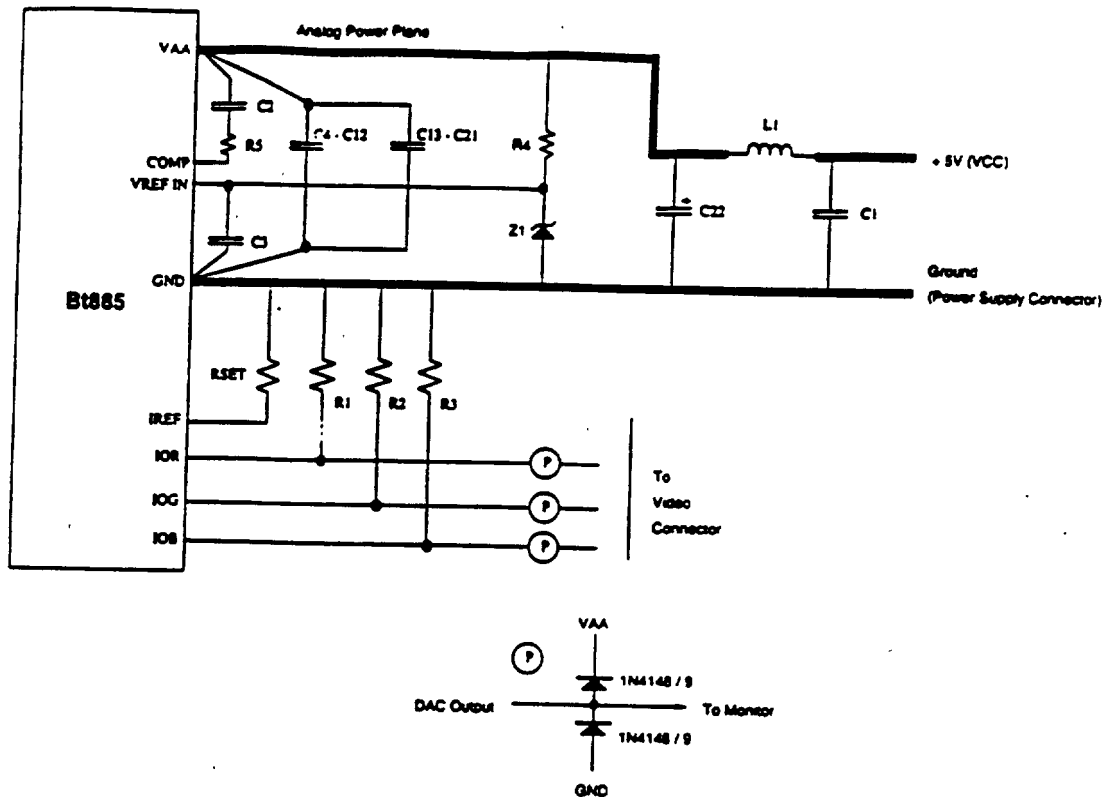 Analog Power Plane
VAA
C2
R5
C4 - C12
C13 - C21
R4
L1
COMP
+ 5V (VCC)
VREF IN
+
C22
C1
C3
Z1
GND
Ground
(Power Supply Connector)
Bt885
RSET
R1
R2
R3
IREF
IOR
P
To
Video
Connector
IOG
P
IOB
P
VAA
P
1N4148 / 9
DAC Output
To Monitor
1N4148 / 9
GND